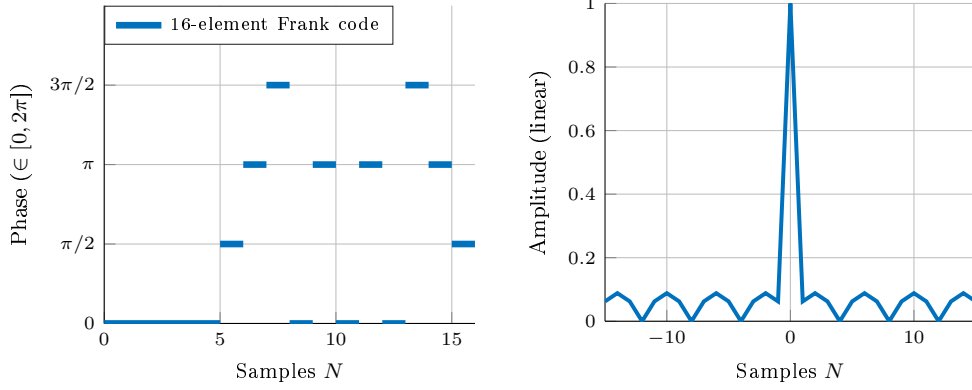 16-element Frank code
Phase (∈ [0, 2π])
3π/2
π
π/2
0
0 5 10 15
Samples N
Amplitude (linear)
1
0.8
0.6
0.4
0.2
0
−10 0 10
Samples N